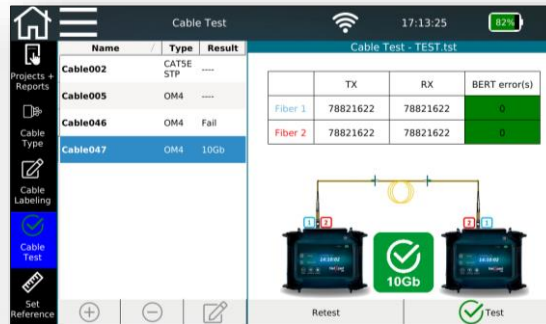 Cable Test
17:13:25
82%
Name / Type Result
Cable Test - TEST.tst
Projects +
Reports
Cable
Type
Cable
Labeling
Cable
Test
Set
Reference
Cable002 CAT5E STP ----
Cable005 OM4 ----
Cable046 OM4 Fail
Cable047 OM4 10Gb
TX RX BERT error(s)
Fiber 1 78821622 78821622 0
Fiber 2 78821622 78821622 0
1 2
2 1
10Gb
Retest
Test